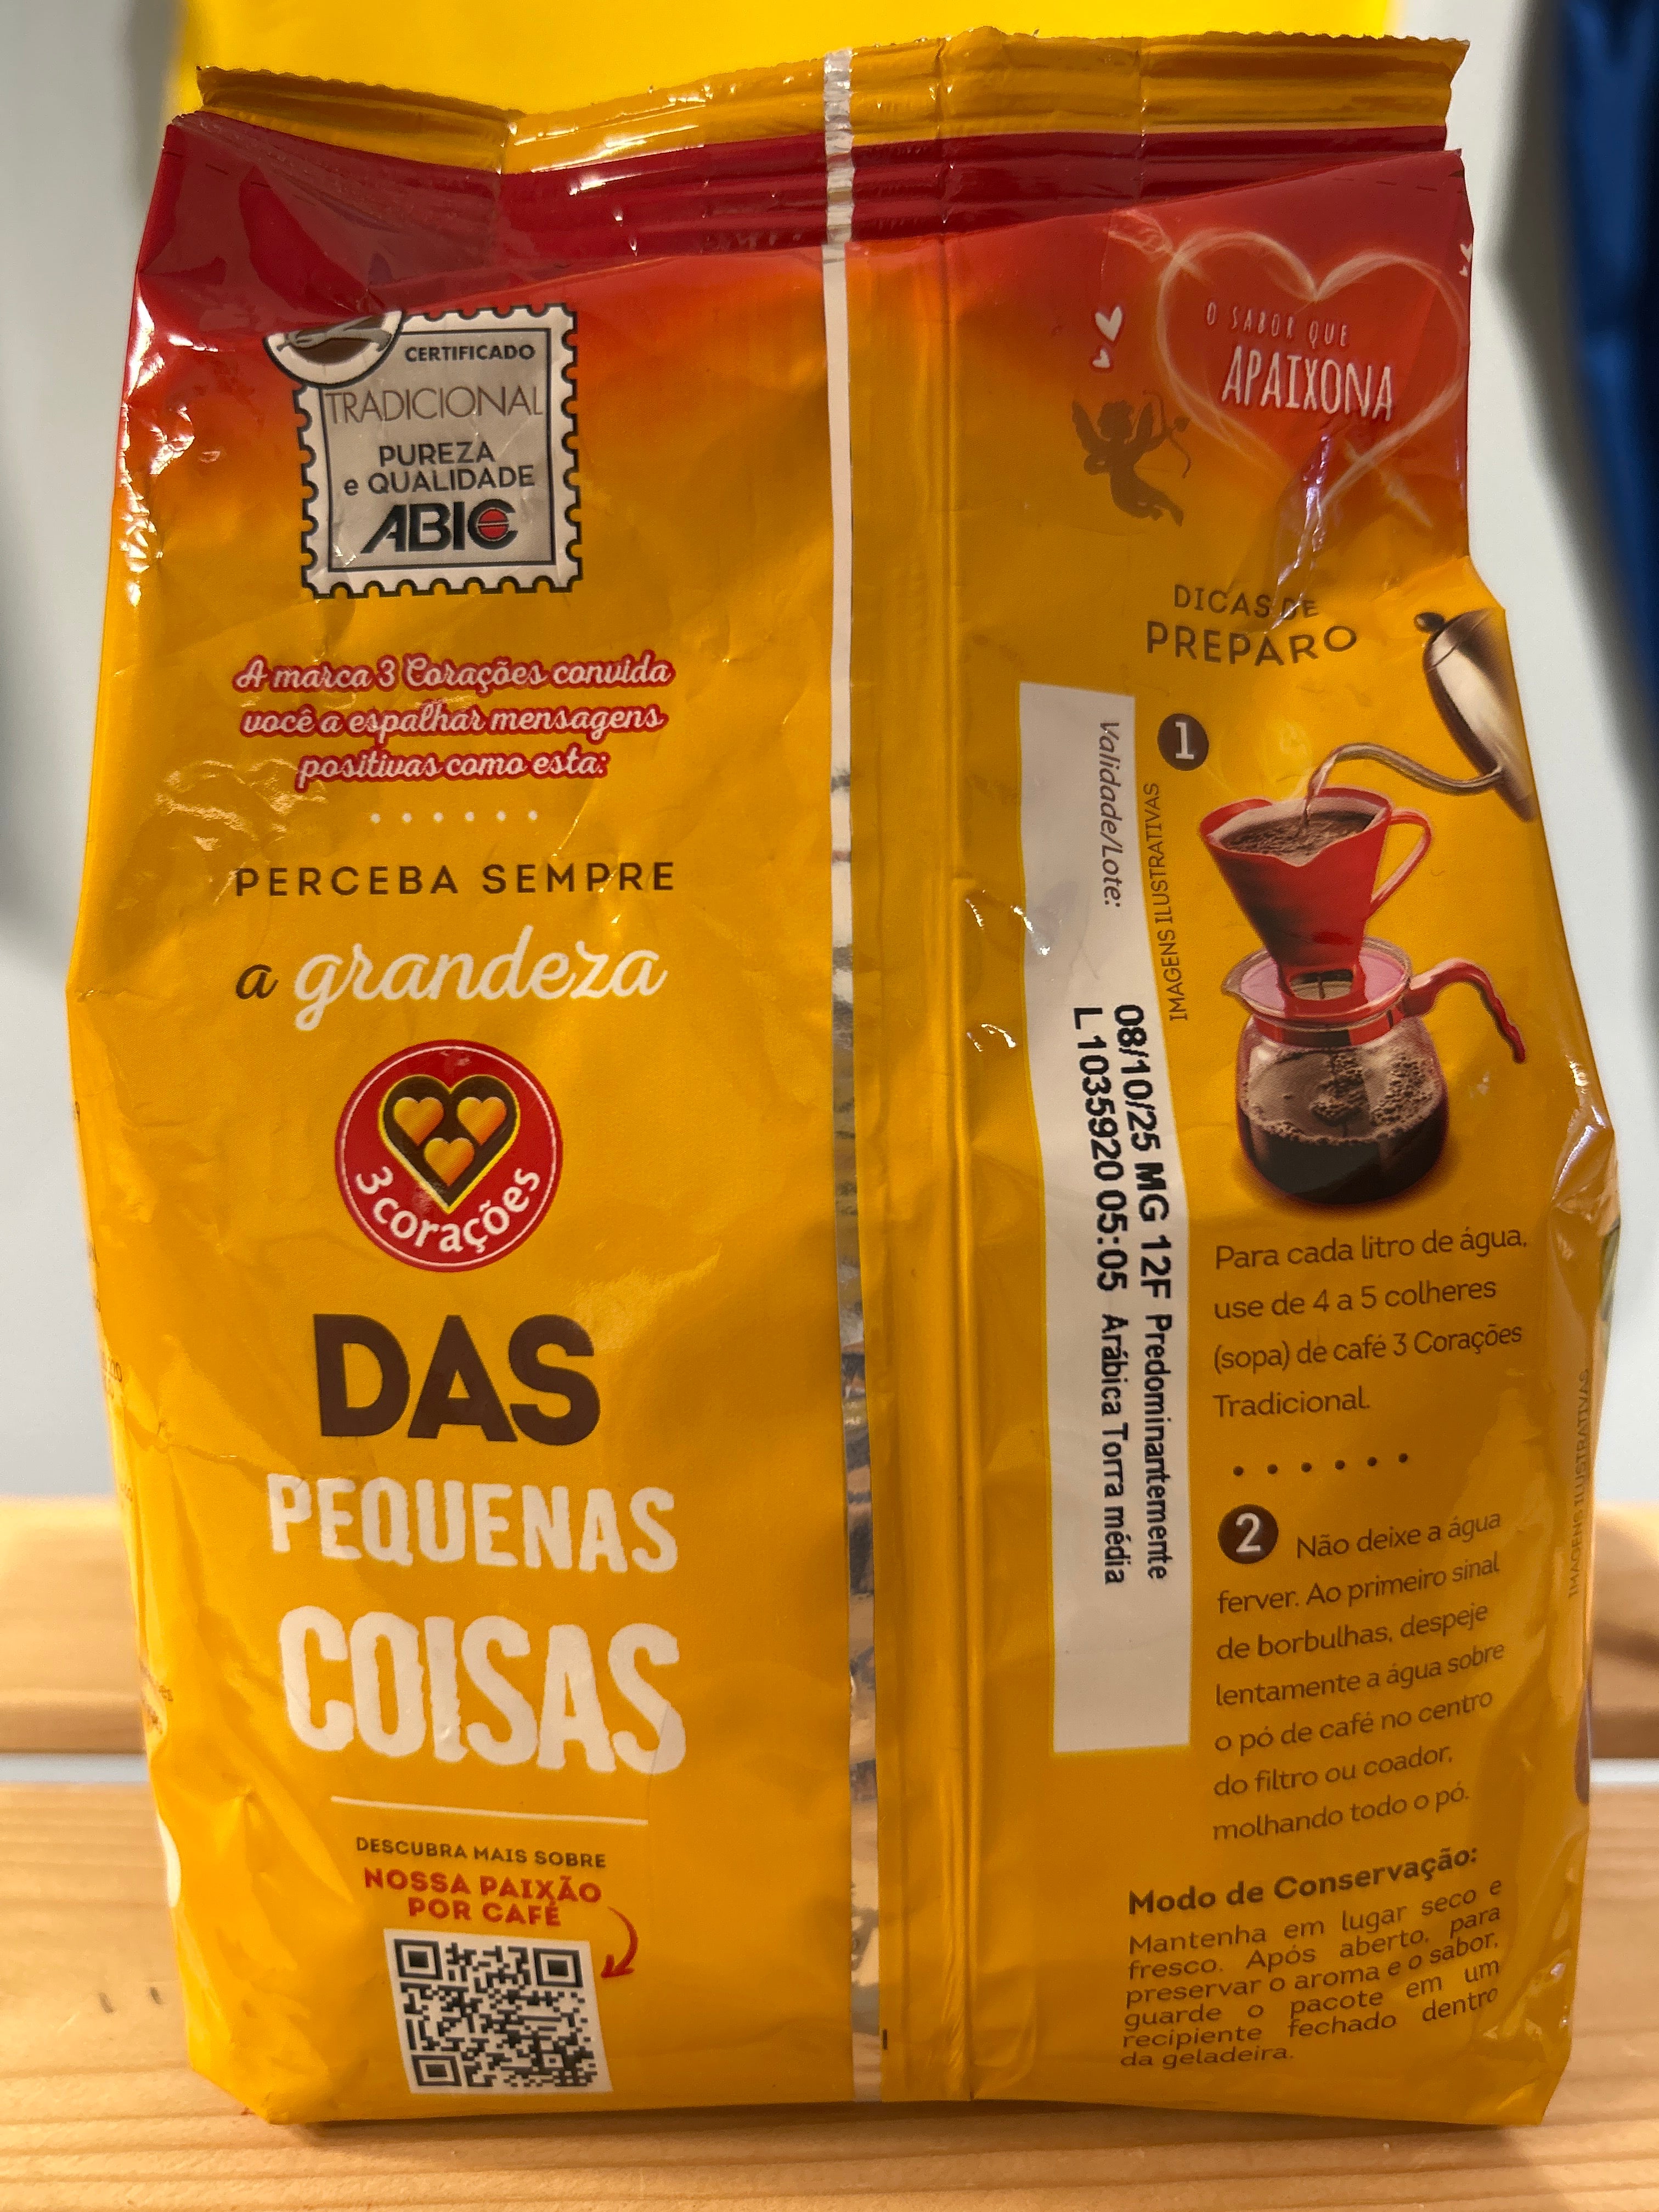 CERTIFICADO
TRADICIONAL
PUREZA
e QUALIDADE
ABIC
A marca 3 Corações convida
você a espalhar mensagens
positivas como esta:
PERCEBA SEMPRE
a grandeza
3 corações
DAS
PEQUENAS
COISAS
DESCUBRA MAIS SOBRE
NOSSA PAIXÃO
POR CAFÉ
O SABOR QUE
APAIXONA
DICAS DE
PREPARO
Validade/Lote:
08/10/25 MG 12F Predominantemente
L 1035920 05:05 Arábica Torra média
IMAGENS ILUSTRATIVAS
1
Para cada litro de água,
use de 4 a 5 colheres
(sopa) de café 3 Corações
Tradicional.
2 Não deixe a água
ferver. Ao primeiro sinal
de borbulhas, despeje
lentamente a água sobre
o pó de café no centro
do filtro ou coador,
molhando todo o pó.
IMAGENS ILUSTRATIVAS
Modo de Conservação:
Mantenha em lugar seco e
fresco. Após aberto, para
preservar o aroma e o sabor,
guarde o pacote em um
recipiente fechado dentro
da geladeira.